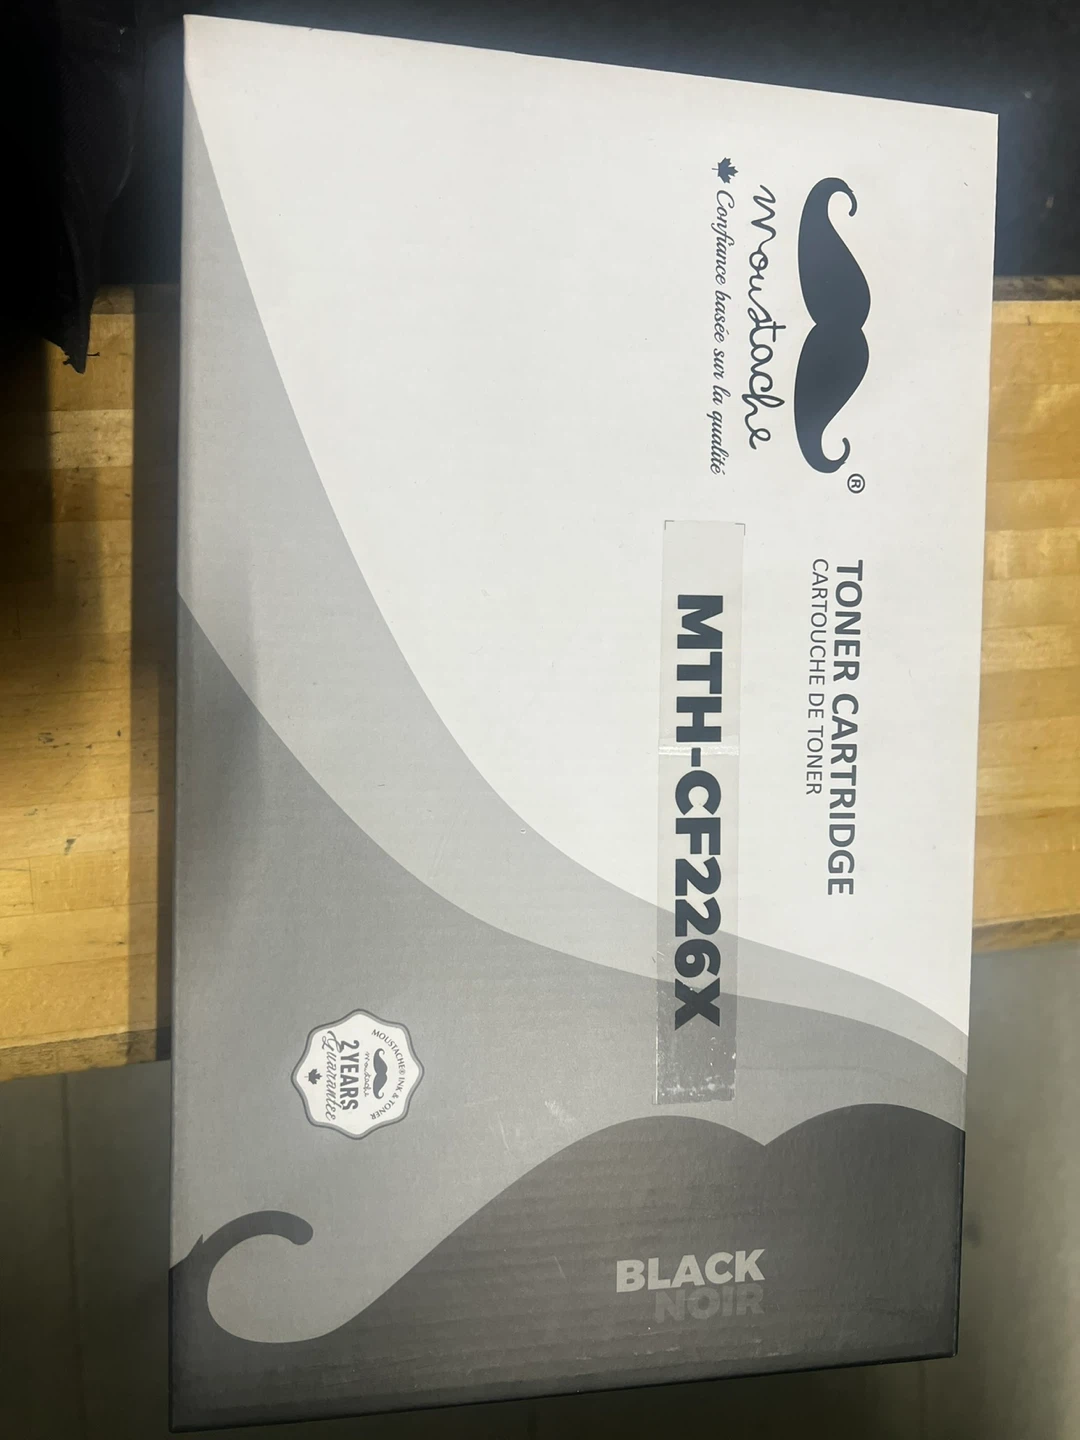 moustache®
Confiance basée sur la qualité
TONER CARTRIDGE
CARTOUCHE DE TONER
MTH-CF226X
MOUSTACHE® INK & TONER
moustache
2 YEARS
Guarantee
BLACK
NOIR